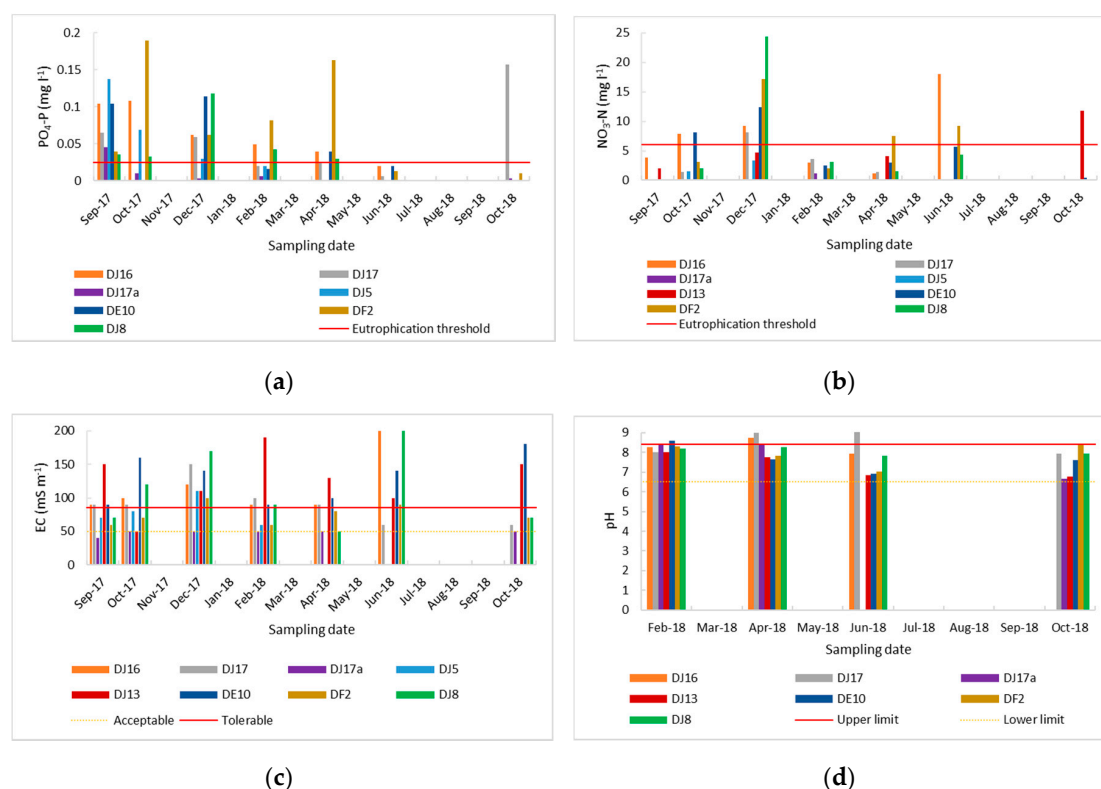 PO4-P (mg l-1)
0.2
0.15
0.1
0.05
0
Sep-17 Oct-17 Nov-17 Dec-17 Jan-18 Feb-18 Mar-18 Apr-18 May-18 Jun-18 Jul-18 Aug-18 Sep-18 Oct-18
Sampling date
DJ16 DJ17
DJ17a DJ5
DE10 DF2
DJ8 Eutrophication threshold
(a)
NO3-N (mg l-1)
25
20
15
10
5
0
Sep-17 Oct-17 Nov-17 Dec-17 Jan-18 Feb-18 Mar-18 Apr-18 May-18 Jun-18 Jul-18 Aug-18 Sep-18 Oct-18
Sampling date
DJ16 DJ17
DJ17a DJ5
DJ13 DE10
DF2 DJ8
Eutrophication threshold
(b)
EC (mS m-1)
200
150
100
50
0
Sep-17 Oct-17 Nov-17 Dec-17 Jan-18 Feb-18 Mar-18 Apr-18 May-18 Jun-18 Jul-18 Aug-18 Sep-18 Oct-18
Sampling date
DJ16 DJ17 DJ17a DJ5
DJ13 DE10 DF2 DJ8
Acceptable Tolerable
(c)
pH
9
8
7
6
5
4
3
2
1
0
Feb-18 Mar-18 Apr-18 May-18 Jun-18 Jul-18 Aug-18 Sep-18 Oct-18
Sampling date
DJ16 DJ17 DJ17a
DJ13 DE10 DF2
DJ8 Upper limit Lower limit
(d)